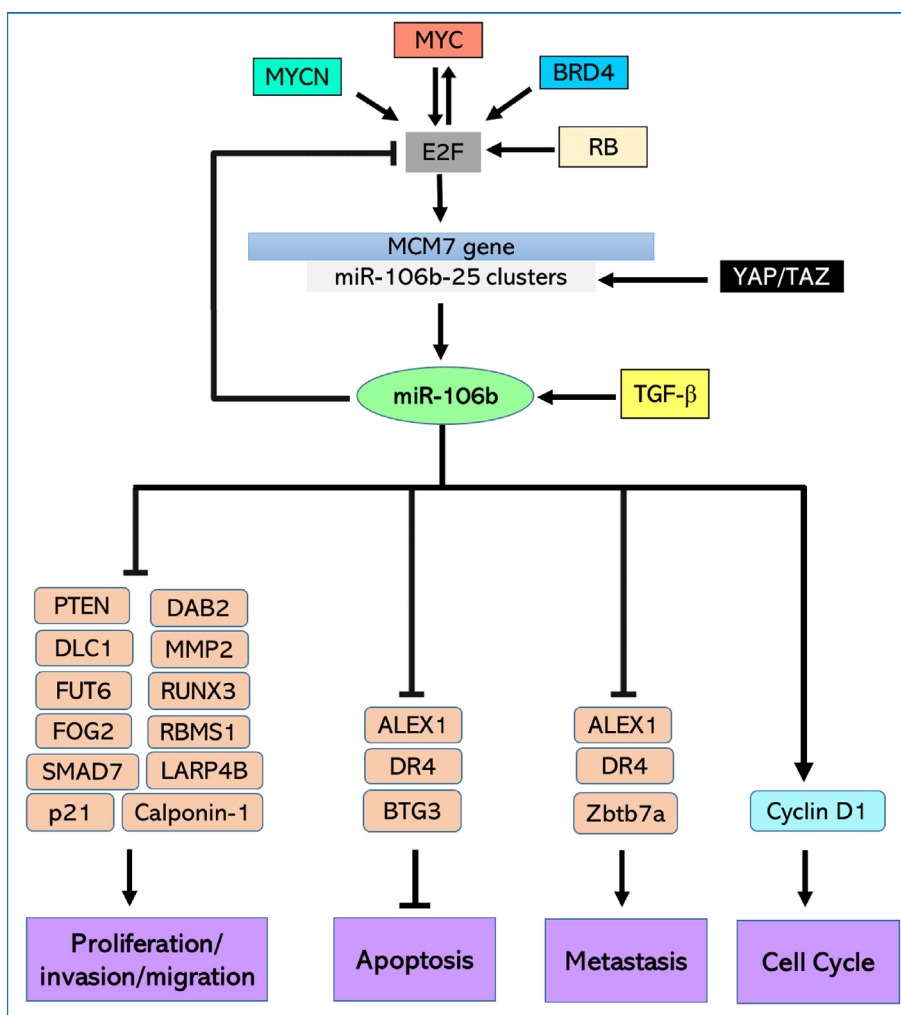 MYC
MYCN
BRD4
E2F
RB
MCM7 gene
miR-106b-25 clusters
YAP/TAZ
miR-106b
TGF-β
PTEN
DAB2
DLC1
MMP2
FUT6
RUNX3
FOG2
RBMS1
SMAD7
LARP4B
p21
Calponin-1
ALEX1
DR4
BTG3
ALEX1
DR4
Zbtb7a
Cyclin D1
Proliferation/
invasion/migration
Apoptosis
Metastasis
Cell Cycle